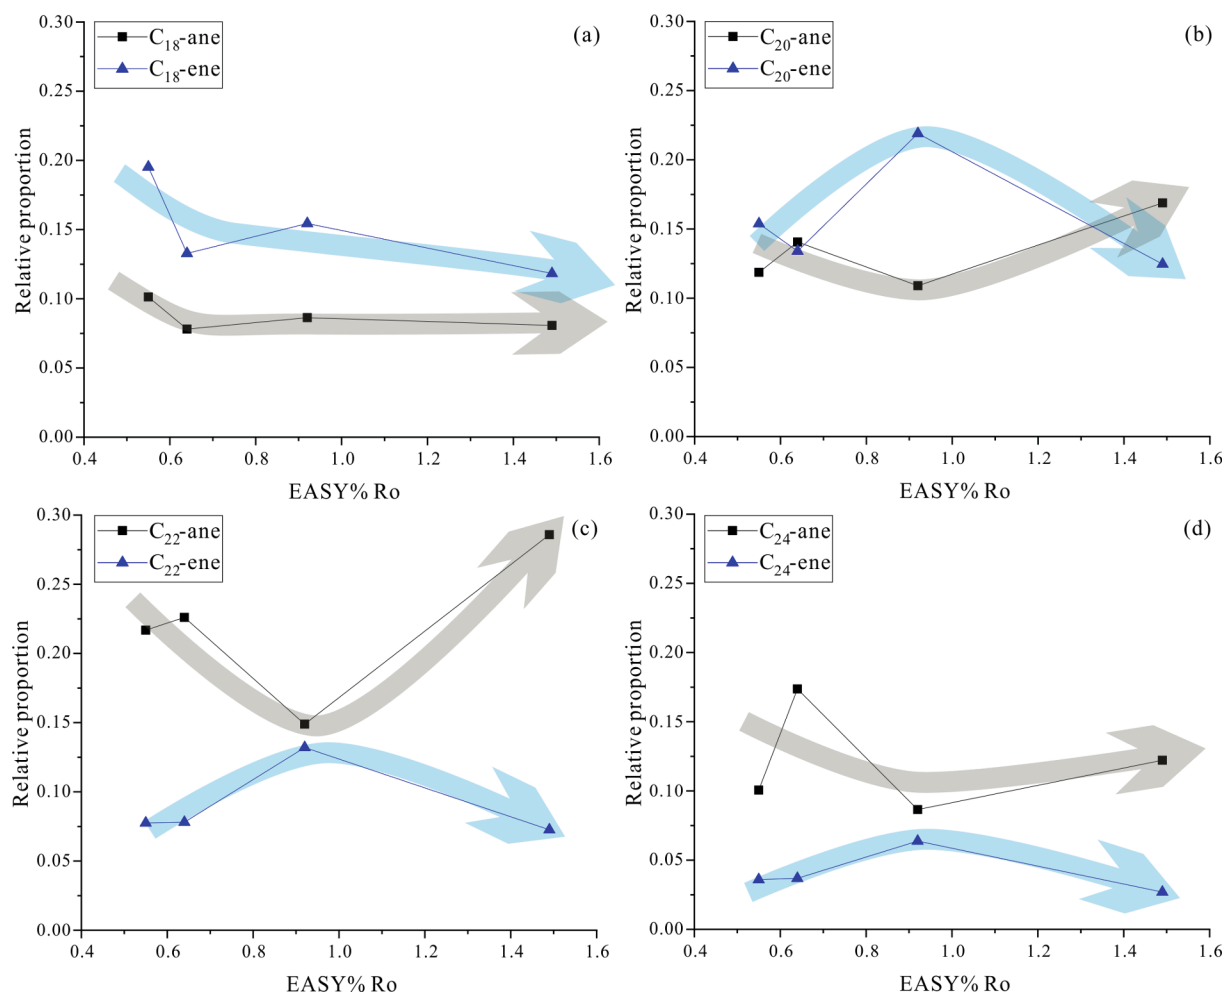 0.30
0.25
0.20
0.15
0.10
0.05
0.00
Relative proportion
C18-ane
C18-ene
(a)
0.4 0.6 0.8 1.0 1.2 1.4 1.6
EASY% Ro
0.30
0.25
0.20
0.15
0.10
0.05
0.00
Relative proportion
C20-ane
C20-ene
(b)
0.4 0.6 0.8 1.0 1.2 1.4 1.6
EASY% Ro
0.30
0.25
0.20
0.15
0.10
0.05
0.00
Relative proportion
C22-ane
C22-ene
(c)
0.4 0.6 0.8 1.0 1.2 1.4 1.6
EASY% Ro
0.30
0.25
0.20
0.15
0.10
0.05
0.00
Relative proportion
C24-ane
C24-ene
(d)
0.4 0.6 0.8 1.0 1.2 1.4 1.6
EASY% Ro